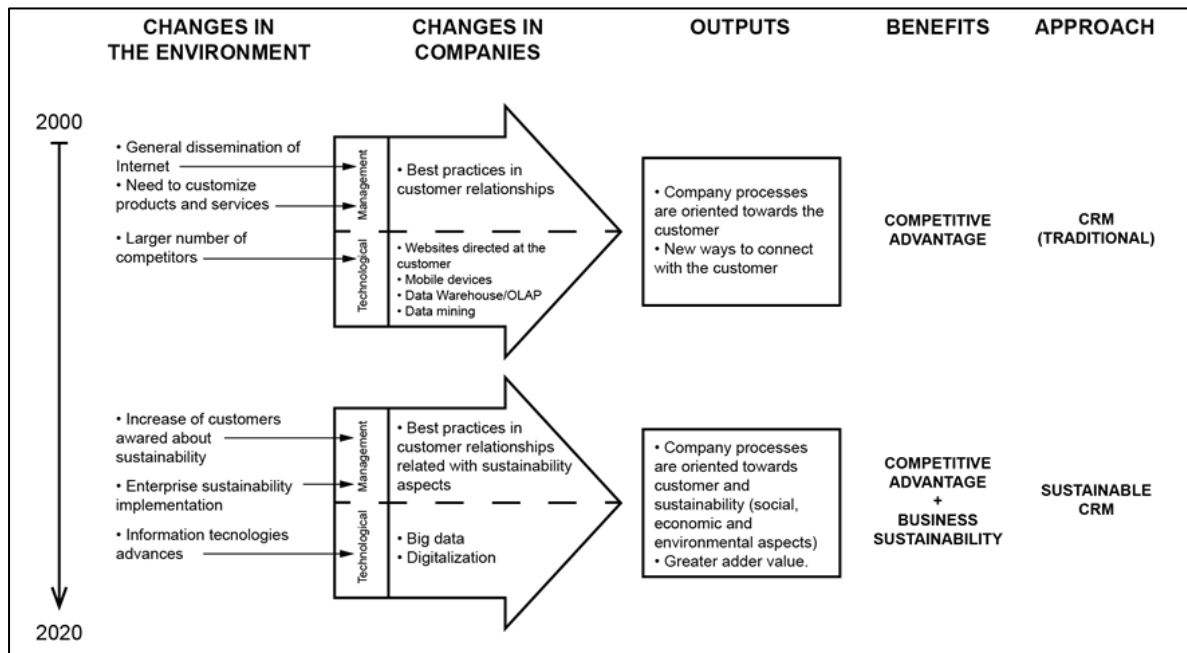 CHANGES IN
THE ENVIRONMENT
CHANGES IN
COMPANIES
OUTPUTS
BENEFITS
APPROACH
2000
• General dissemination of
Internet
• Need to customize
products and services
• Larger number of
competitors
Management
Technological
• Best practices in
customer relationships
• Websites directed at the
customer
• Mobile devices
• Data Warehouse/OLAP
• Data mining
• Company processes
are oriented towards the
customer
• New ways to connect
with the customer
COMPETITIVE
ADVANTAGE
CRM
(TRADITIONAL)
• Increase of customers
awared about
sustainability
• Enterprise sustainability
implementation
• Information tecnologies
advances
Management
Technological
• Best practices in
customer relationships
related with sustainability
aspects
• Big data
• Digitalization
• Company processes
are oriented towards
customer and
sustainability (social,
economic and
environmental aspects)
• Greater adder value.
COMPETITIVE
ADVANTAGE
+
BUSINESS
SUSTAINABILITY
SUSTAINABLE
CRM
2020